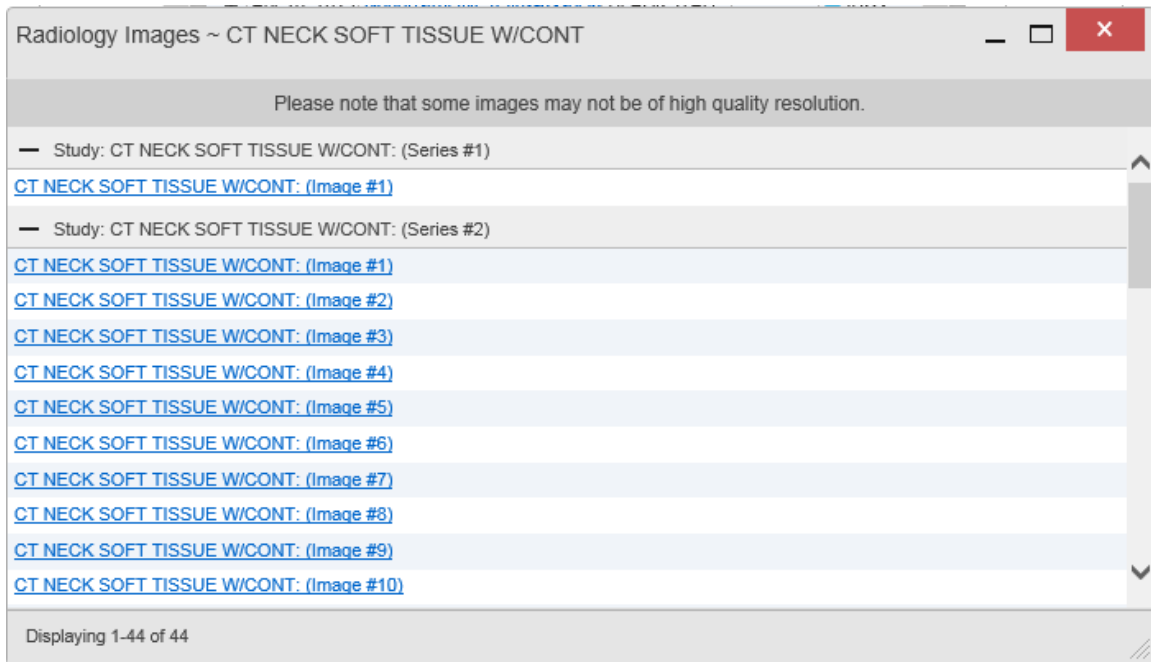 Radiology Images ~ CT NECK SOFT TISSUE W/CONT
Please note that some images may not be of high quality resolution.
Study: CT NECK SOFT TISSUE W/CONT: (Series #1)
CT NECK SOFT TISSUE W/CONT: (Image #1)
Study: CT NECK SOFT TISSUE W/CONT: (Series #2)
CT NECK SOFT TISSUE W/CONT: (Image #1)
CT NECK SOFT TISSUE W/CONT: (Image #2)
CT NECK SOFT TISSUE W/CONT: (Image #3)
CT NECK SOFT TISSUE W/CONT: (Image #4)
CT NECK SOFT TISSUE W/CONT: (Image #5)
CT NECK SOFT TISSUE W/CONT: (Image #6)
CT NECK SOFT TISSUE W/CONT: (Image #7)
CT NECK SOFT TISSUE W/CONT: (Image #8)
CT NECK SOFT TISSUE W/CONT: (Image #9)
CT NECK SOFT TISSUE W/CONT: (Image #10)
Displaying 1-44 of 44